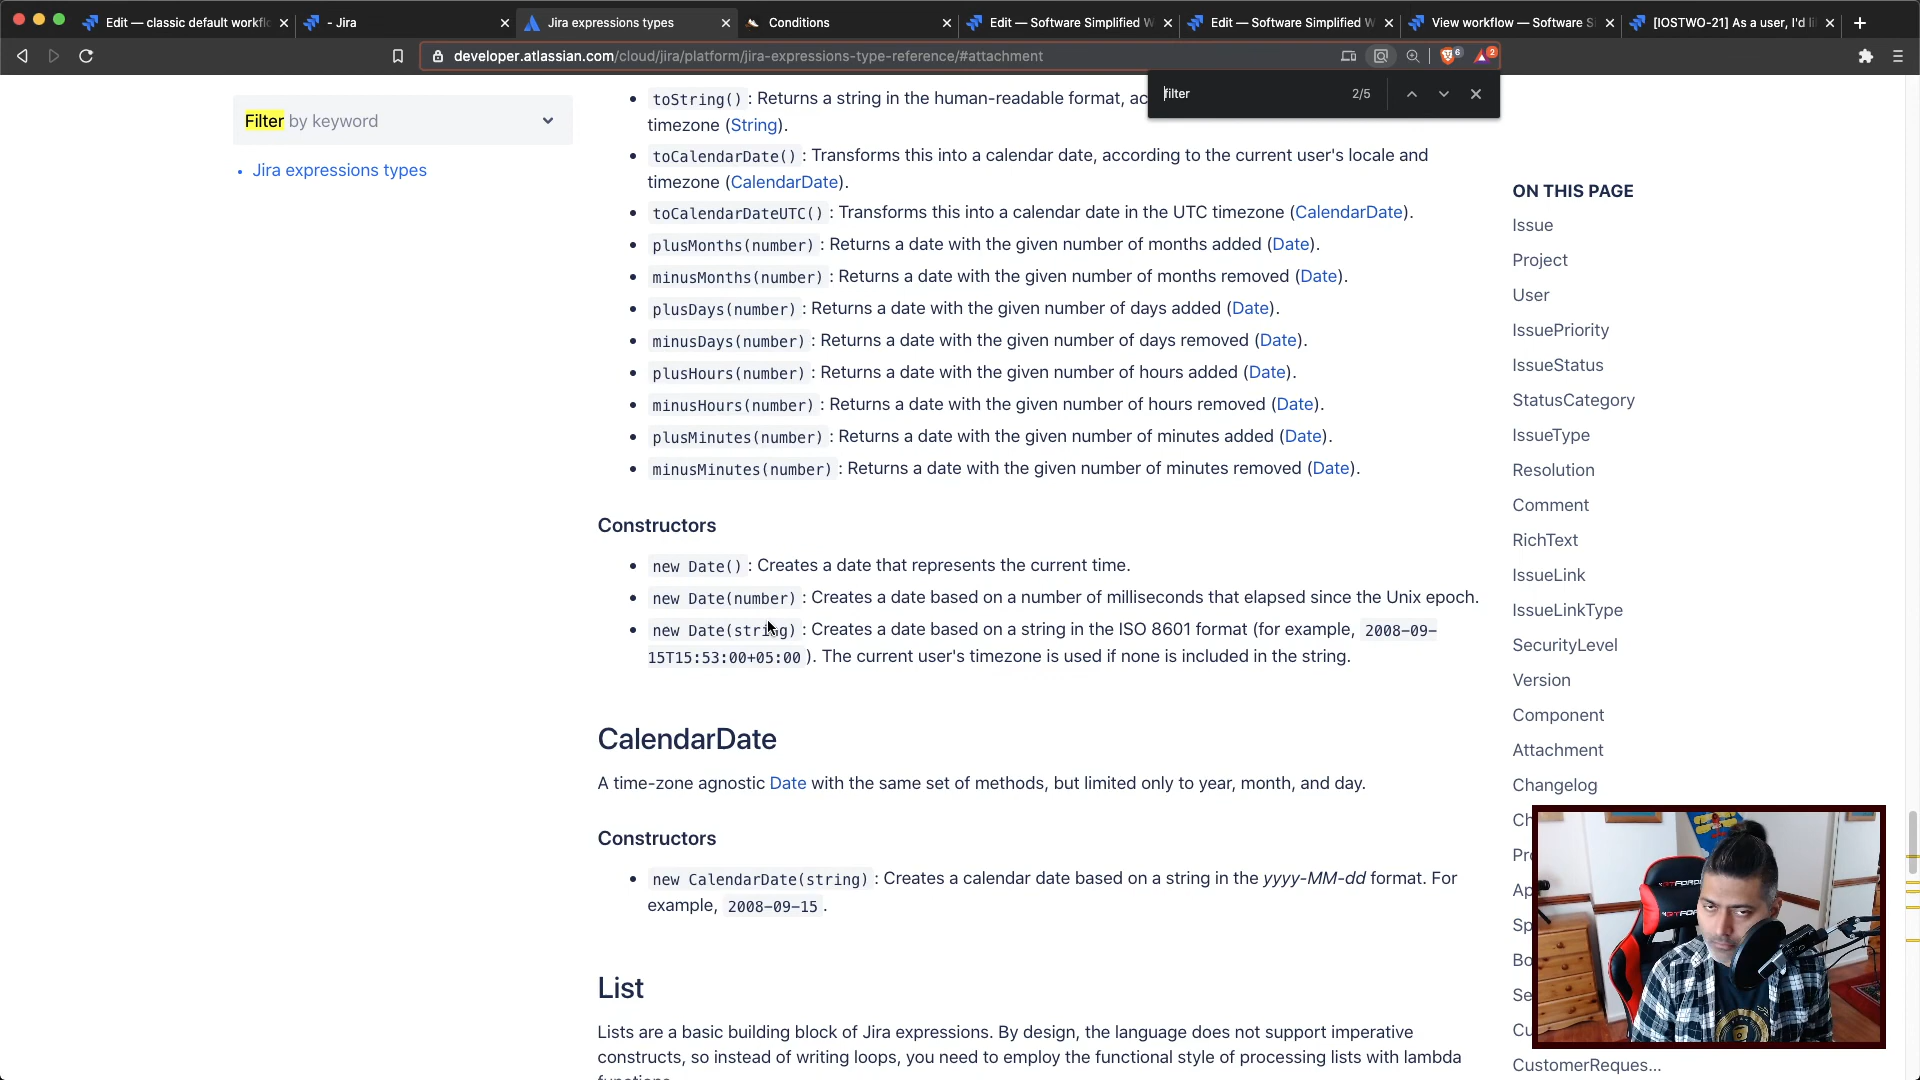 Edit — classic default workfl
- Jira
Jira expressions types
Conditions
Edit — Software Simplified W
Edit — Software Simplified W
View workflow — Software S
[IOSTWO-21] As a user, I'd li
developer.atlassian.com/cloud/jira/platform/jira-expressions-type-reference/#attachment
6
2
filter
2/5
Filter by keyword
Jira expressions types
toString() : Returns a string in the human-readable format, ac
timezone (String).
toCalendarDate() : Transforms this into a calendar date, according to the current user's locale and
timezone (CalendarDate).
toCalendarDateUTC() : Transforms this into a calendar date in the UTC timezone (CalendarDate).
plusMonths(number) : Returns a date with the given number of months added (Date).
minusMonths(number) : Returns a date with the given number of months removed (Date).
plusDays(number) : Returns a date with the given number of days added (Date).
minusDays(number) : Returns a date with the given number of days removed (Date).
plusHours(number) : Returns a date with the given number of hours added (Date).
minusHours(number) : Returns a date with the given number of hours removed (Date).
plusMinutes(number) : Returns a date with the given number of minutes added (Date).
minusMinutes(number) : Returns a date with the given number of minutes removed (Date).
Constructors
new Date() : Creates a date that represents the current time.
new Date(number) : Creates a date based on a number of milliseconds that elapsed since the Unix epoch.
new Date(string) : Creates a date based on a string in the ISO 8601 format (for example, 2008-09-
15T15:53:00+05:00 ). The current user's timezone is used if none is included in the string.
CalendarDate
A time-zone agnostic Date with the same set of methods, but limited only to year, month, and day.
Constructors
new CalendarDate(string) : Creates a calendar date based on a string in the yyyy-MM-dd format. For
example, 2008-09-15 .
List
Lists are a basic building block of Jira expressions. By design, the language does not support imperative
constructs, so instead of writing loops, you need to employ the functional style of processing lists with lambda
ON THIS PAGE
Issue
Project
User
IssuePriority
IssueStatus
StatusCategory
IssueType
Resolution
Comment
RichText
IssueLink
IssueLinkType
SecurityLevel
Version
Component
Attachment
Changelog
Ch
Pro
Ap
Sp
Bo
Se
Cu
CustomerReques...